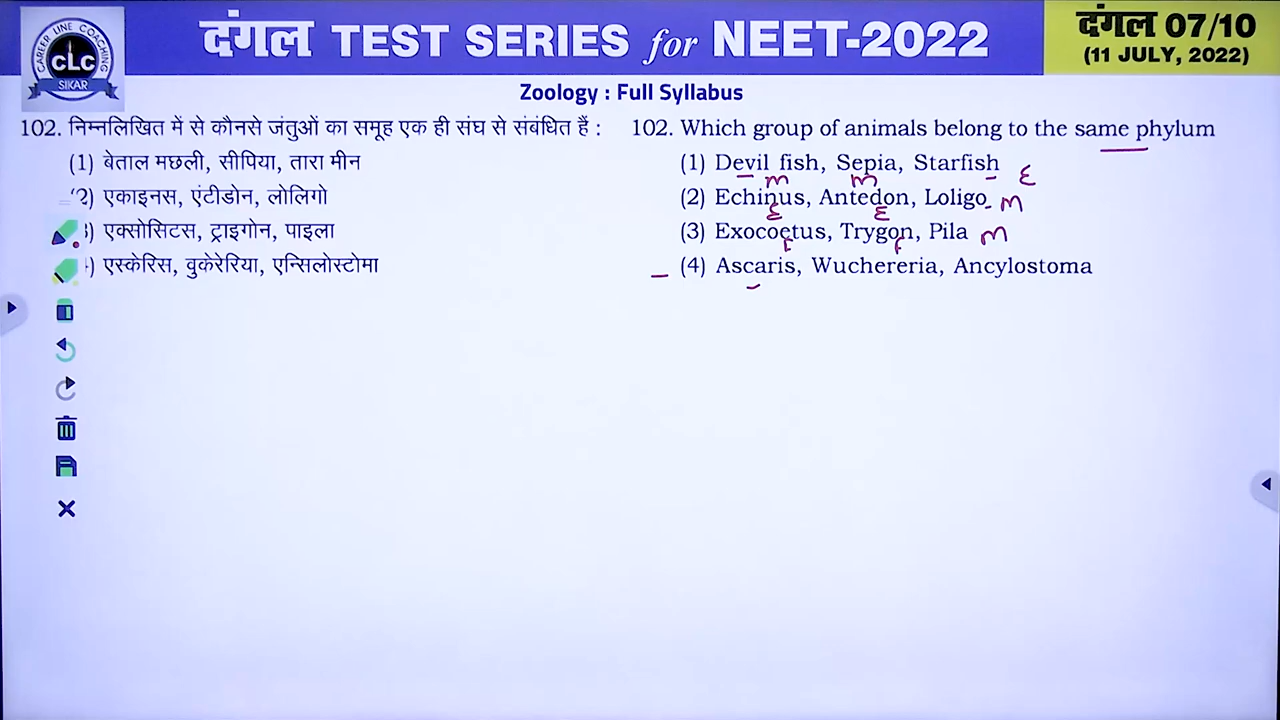 CAREER LINE COACHING
CLC
SIKAR
दंगल TEST SERIES for NEET-2022
दंगल 07/10
(11 JULY, 2022)
Zoology : Full Syllabus
102. निम्नलिखित में से कौनसे जंतुओं का समूह एक ही संघ से संबंधित हैं :
(1) बेताल मछली, सीपिया, तारा मीन
2) एकाइनस, एंटीडोन, लोलिगो
) एक्सोसिटस, ट्राइगोन, पाइला
) एस्केरिस, वुकेरेरिया, एन्सिलोस्टोमा
102. Which group of animals belong to the same phylum
(1) Devil fish, Sepia, Starfish
m m E
(2) Echinus, Antedon, Loligo m
E E
(3) Exocoetus, Trygon, Pila m
F F
(4) Ascaris, Wuchereria, Ancylostoma